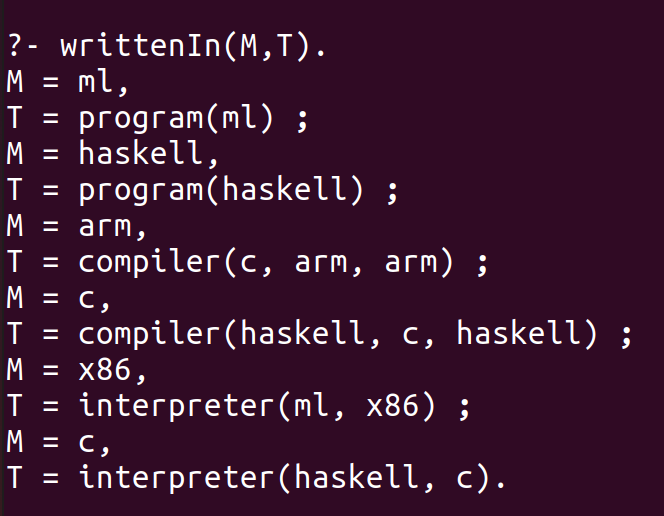 ?- writtenIn(M,T).
M = ml,
T = program(ml) ;
M = haskell,
T = program(haskell) ;
M = arm,
T = compiler(c, arm, arm) ;
M = c,
T = compiler(haskell, c, haskell) ;
M = x86,
T = interpreter(ml, x86) ;
M = c,
T = interpreter(haskell, c).